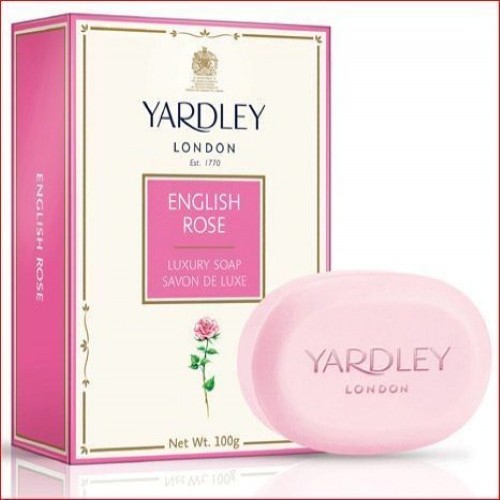 YARDLEY
LONDON
Est. 1770
ENGLISH
ROSE
LUXURY SOAP
SAVON DE LUXE
Net Wt. 100g
ENGLISH ROSE
YARDLEY
LONDON